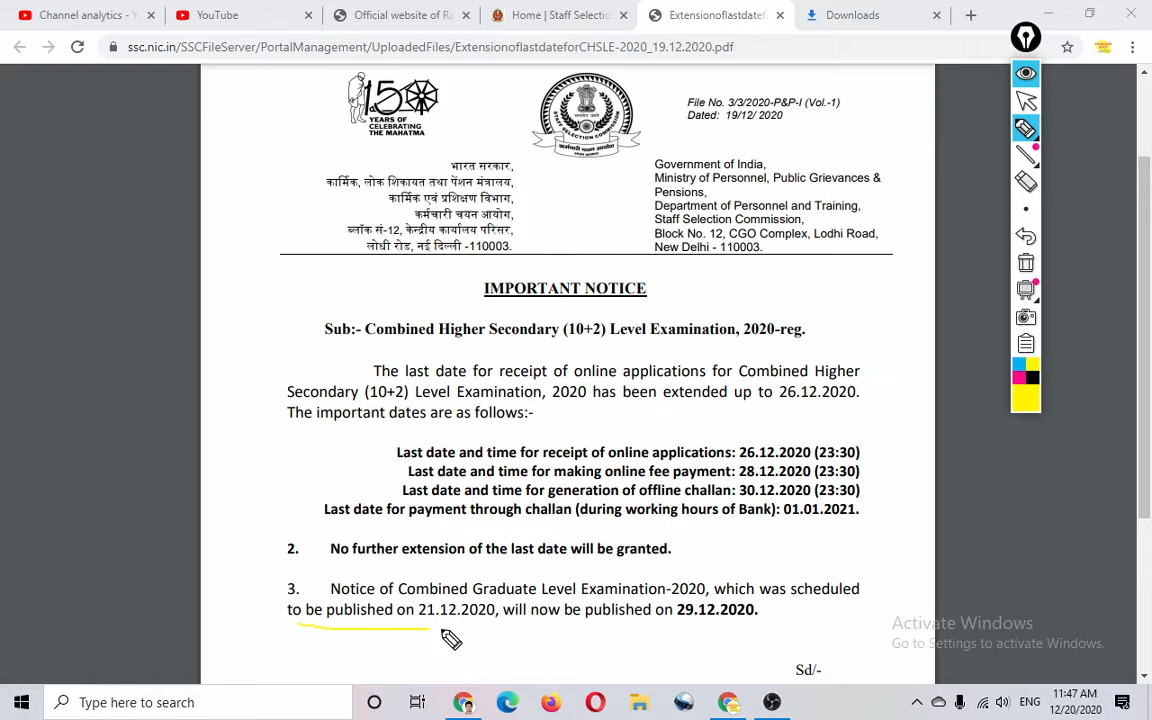 Channel analytics - Y
YouTube
Official website of Ra
Home | Staff Selectio
Extensionoflastdatef
Downloads
ssc.nic.in/SSCFileServer/PortalManagement/UploadedFiles/ExtensionoflastdateforCHSLE-2020_19.12.2020.pdf
150
YEARS OF
CELEBRATING
THE MAHATMA
File No. 3/3/2020-P&P-I (Vol.-1)
Dated: 19/12/ 2020
भारत सरकार,
कार्मिक, लोक शिकायत तथा पेंशन मंत्रालय,
कार्मिक एवं प्रशिक्षण विभाग,
कर्मचारी चयन आयोग,
ब्लॉक सं-12, केन्द्रीय कार्यालय परिसर,
लोधी रोड, नई दिल्ली -110003.
Government of India,
Ministry of Personnel, Public Grievances &
Pensions,
Department of Personnel and Training,
Staff Selection Commission,
Block No. 12, CGO Complex, Lodhi Road,
New Delhi - 110003.
IMPORTANT NOTICE
Sub:- Combined Higher Secondary (10+2) Level Examination, 2020-reg.
The last date for receipt of online applications for Combined Higher
Secondary (10+2) Level Examination, 2020 has been extended up to 26.12.2020.
The important dates are as follows:-
Last date and time for receipt of online applications: 26.12.2020 (23:30)
Last date and time for making online fee payment: 28.12.2020 (23:30)
Last date and time for generation of offline challan: 30.12.2020 (23:30)
Last date for payment through challan (during working hours of Bank): 01.01.2021.
2. No further extension of the last date will be granted.
3. Notice of Combined Graduate Level Examination-2020, which was scheduled
to be published on 21.12.2020, will now be published on 29.12.2020.
Sd/-
Activate Windows
Go to Settings to activate Windows.
Type here to search
ENG
11:47 AM
12/20/2020